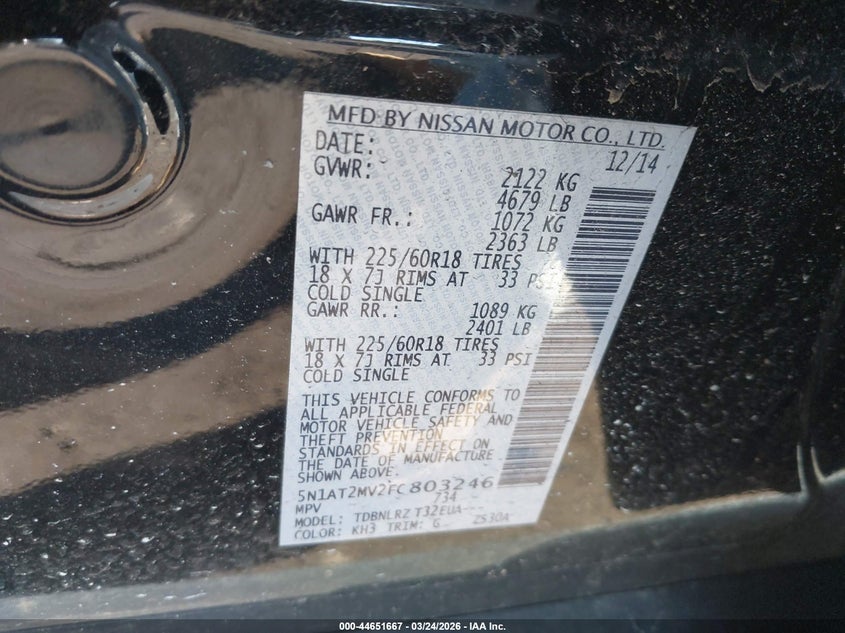 MFD BY NISSAN MOTOR CO., LTD.
DATE: 12/14
GVWR: 2122 KG
4679 LB
GAWR FR.: 1072 KG
2363 LB
WITH 225/60R18 TIRES
18 X 7J RIMS AT 33 PSI
COLD SINGLE
GAWR RR.: 1089 KG
2401 LB
WITH 225/60R18 TIRES
18 X 7J RIMS AT 33 PSI
COLD SINGLE
THIS VEHICLE CONFORMS TO
ALL APPLICABLE FEDERAL
MOTOR VEHICLE SAFETY AND
THEFT PREVENTION
STANDARDS IN EFFECT ON
THE DATE OF MANUFACTURE
SHOWN ABOVE.
5N1AT2MV2FC803246
MPV 734
MODEL: TDBNLRZ T32EUA---
COLOR: KH3 TRIM: G ZS30A
000-44651667 - 03/24/2026 - IAA Inc.